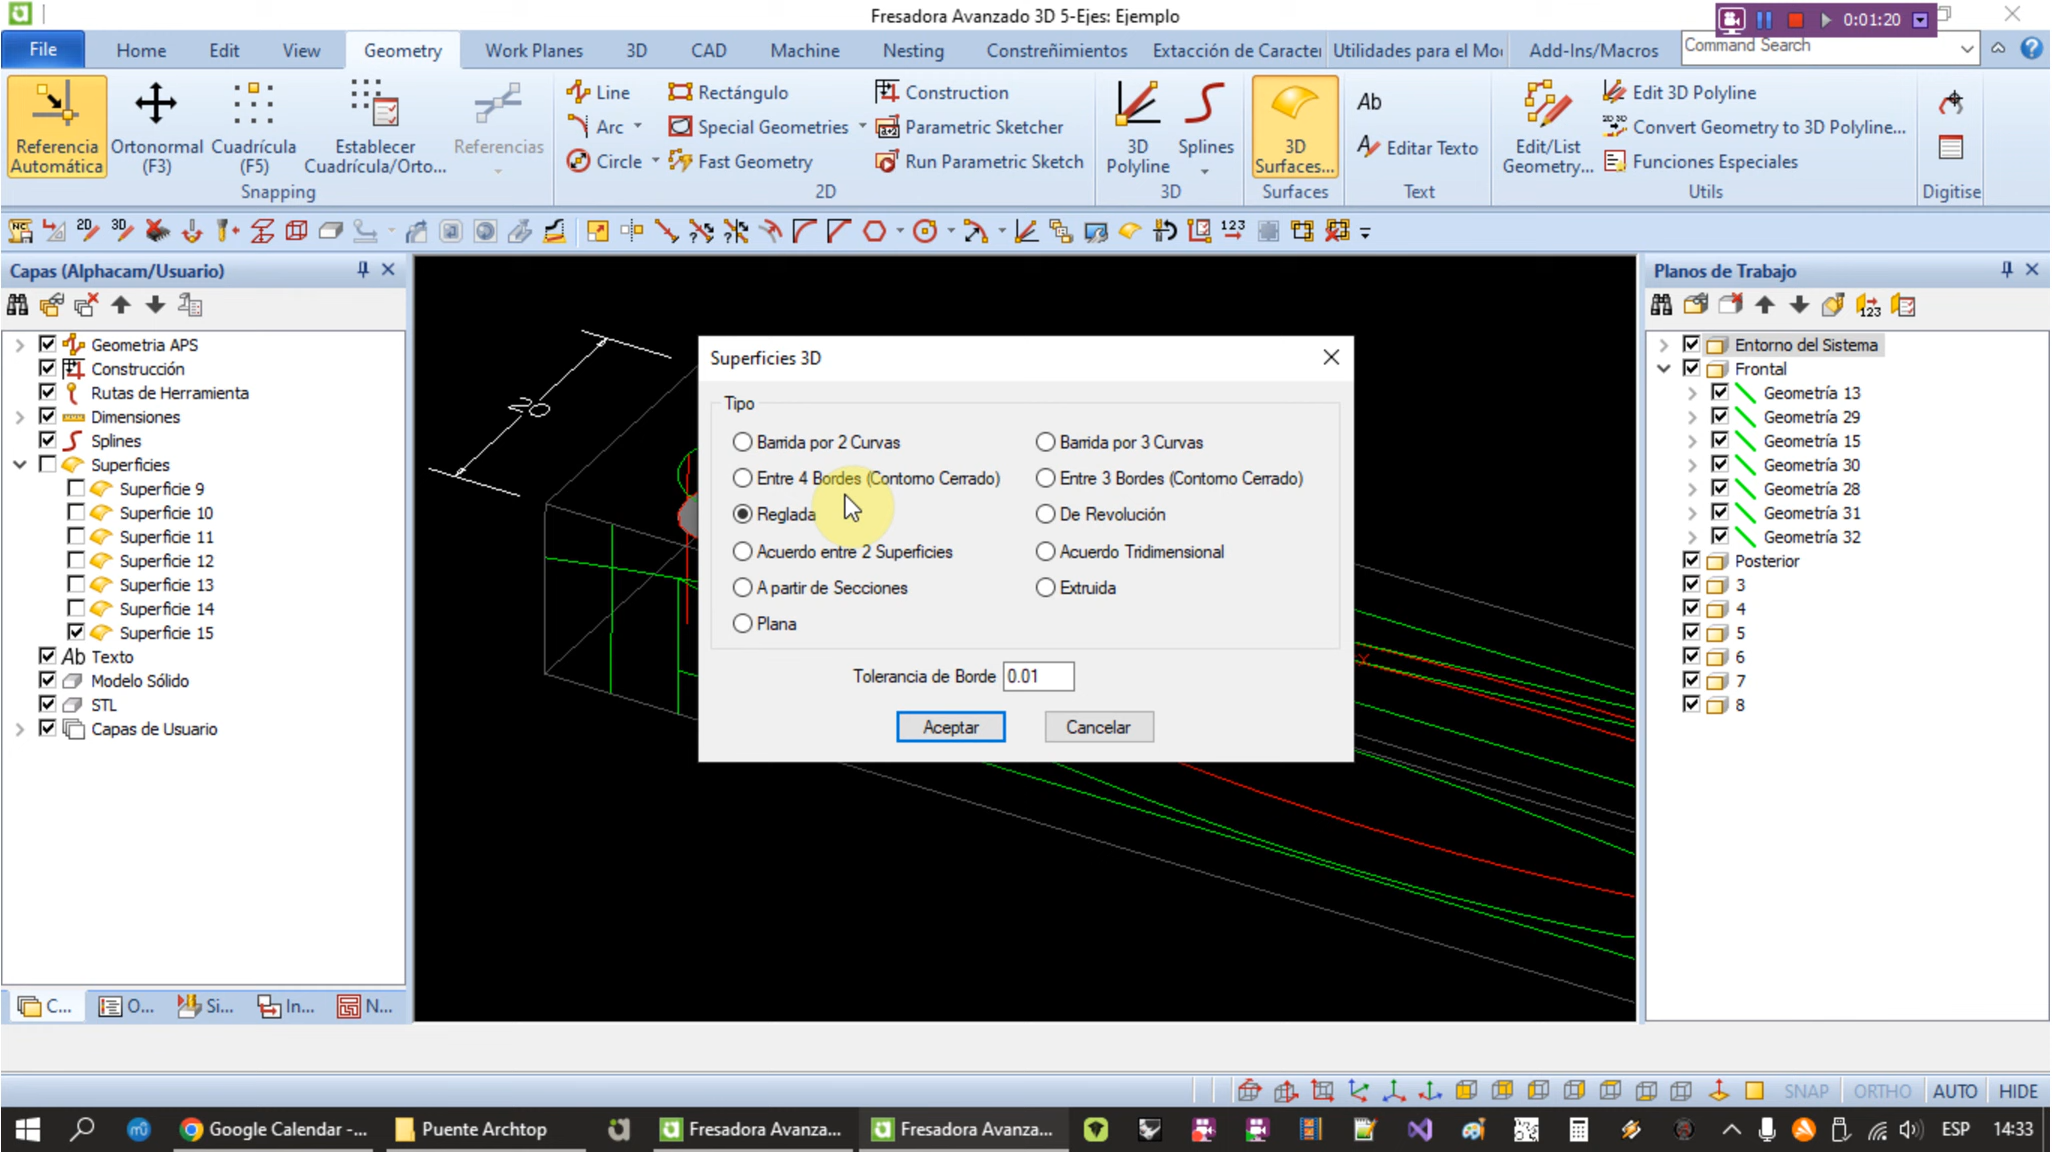 Fresadora Avanzado 3D 5-Ejes: Ejemplo
0:01:20
File Home Edit View Geometry Work Planes 3D CAD Machine Nesting Constreñimientos Extacción de Caracte Utilidades para el Mo Add-Ins/Macros Command Search
Referencia Automática
Ortonormal (F3)
Cuadrícula (F5)
Establecer Cuadrícula/Orto...
Referencias
Snapping
Line
Arc
Circle
Rectángulo
Special Geometries
Fast Geometry
Construction
Parametric Sketcher
Run Parametric Sketch
2D
3D Polyline
Splines
3D
3D Surfaces...
Surfaces
Ab
Editar Texto
Text
Edit/List Geometry...
Edit 3D Polyline
Convert Geometry to 3D Polyline...
Funciones Especiales
Utils
Digitise
NC 2D 3D 123
Capas (Alphacam/Usuario)
Geometria APS
Construcción
Rutas de Herramienta
Dimensiones
Splines
Superficies
Superficie 9
Superficie 10
Superficie 11
Superficie 12
Superficie 13
Superficie 14
Superficie 15
Ab Texto
Modelo Sólido
STL
Capas de Usuario
C... O... Si... In... N...
20
Superficies 3D
Tipo
Barrida por 2 Curvas
Barrida por 3 Curvas
Entre 4 Bordes (Contorno Cerrado)
Entre 3 Bordes (Contorno Cerrado)
Reglada
De Revolución
Acuerdo entre 2 Superficies
Acuerdo Tridimensional
A partir de Secciones
Extruida
Plana
Tolerancia de Borde 0.01
Aceptar Cancelar
Planos de Trabajo
123
Entorno del Sistema
Frontal
Geometría 13
Geometría 29
Geometría 15
Geometría 30
Geometría 28
Geometría 31
Geometría 32
Posterior
3
4
5
6
7
8
SNAP ORTHO AUTO HIDE
Google Calendar -... Puente Archtop Fresadora Avanza... Fresadora Avanza... ESP 14:33